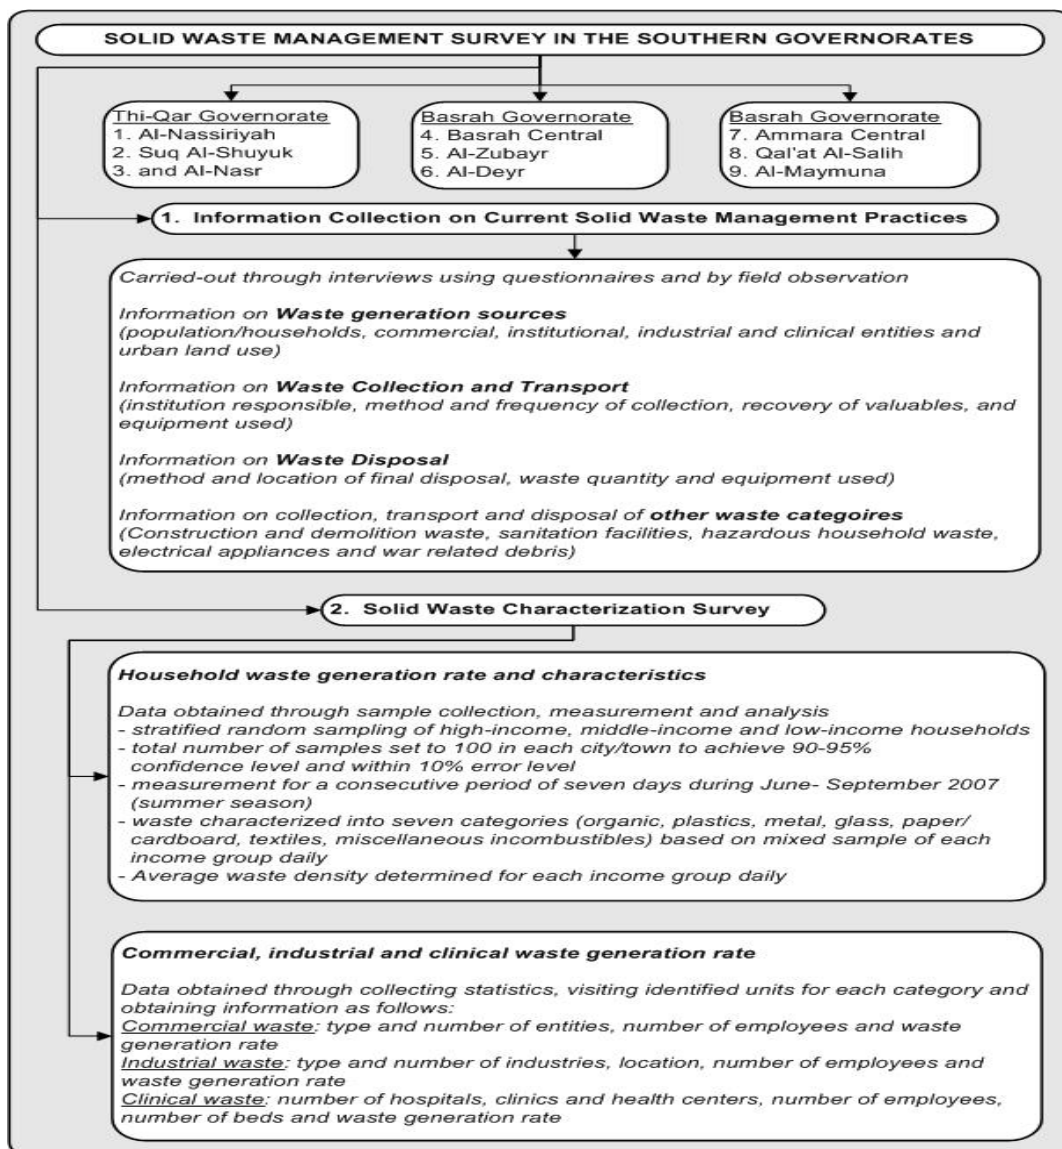 SOLID WASTE MANAGEMENT SURVEY IN THE SOUTHERN GOVERNORATES
Thi-Qar Governorate
1. Al-Nassiriyah
2. Suq Al-Shuyuk
3. and Al-Nasr
Basrah Governorate
4. Basrah Central
5. Al-Zubayr
6. Al-Deyr
Basrah Governorate
7. Ammara Central
8. Qal'at Al-Salih
9. Al-Maymuna
1. Information Collection on Current Solid Waste Management Practices
Carried-out through interviews using questionnaires and by field observation
Information on Waste generation sources
(population/households, commercial, institutional, industrial and clinical entities and
urban land use)
Information on Waste Collection and Transport
(institution responsible, method and frequency of collection, recovery of valuables, and
equipment used)
Information on Waste Disposal
(method and location of final disposal, waste quantity and equipment used)
Information on collection, transport and disposal of other waste categoires
(Construction and demolition waste, sanitation facilities, hazardous household waste,
electrical appliances and war related debris)
2. Solid Waste Characterization Survey
Household waste generation rate and characteristics
Data obtained through sample collection, measurement and analysis
- stratified random sampling of high-income, middle-income and low-income households
- total number of samples set to 100 in each city/town to achieve 90-95%
confidence level and within 10% error level
- measurement for a consecutive period of seven days during June- September 2007
(summer season)
- waste characterized into seven categories (organic, plastics, metal, glass, paper/
cardboard, textiles, miscellaneous incombustibles) based on mixed sample of each
income group daily
- Average waste density determined for each income group daily
Commercial, industrial and clinical waste generation rate
Data obtained through collecting statistics, visiting identified units for each category and
obtaining information as follows:
Commercial waste: type and number of entities, number of employees and waste
generation rate
Industrial waste: type and number of industries, location, number of employees and
waste generation rate
Clinical waste: number of hospitals, clinics and health centers, number of employees,
number of beds and waste generation rate